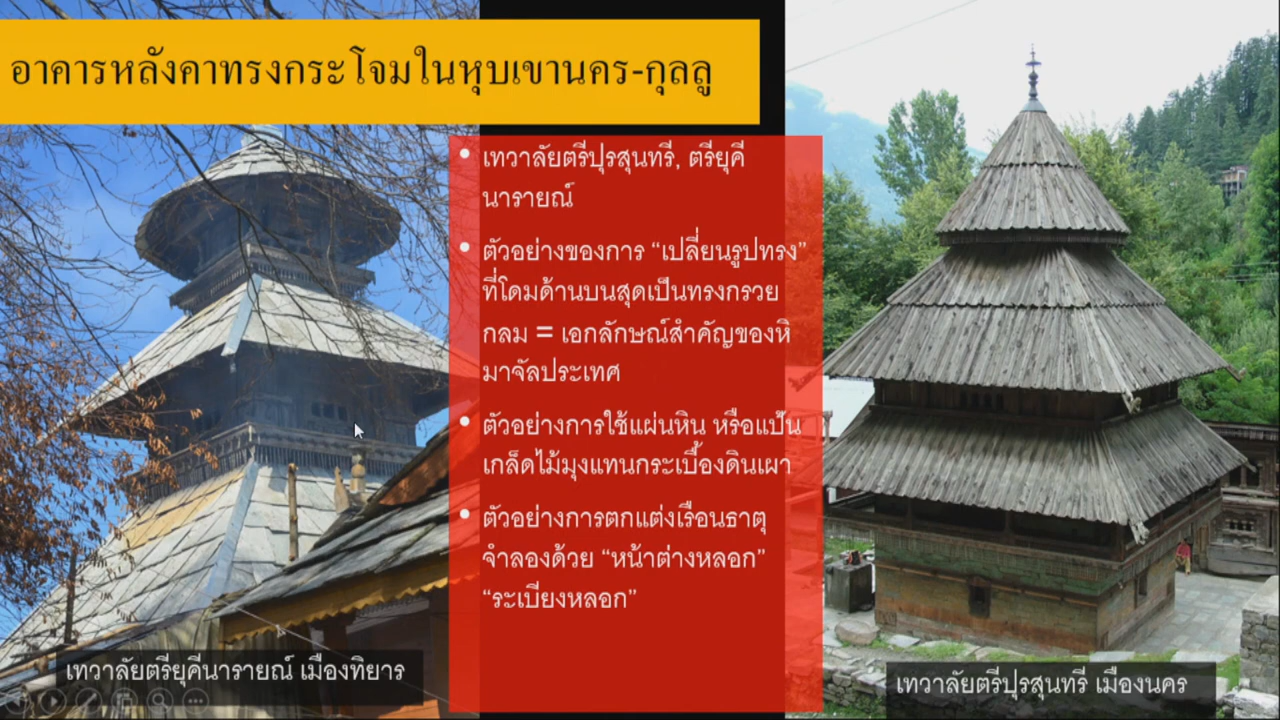 อาคารหลังคาทรงกระโจมในหุบเขานคร-กุลลู
• เทวาลัยตรีปุรสุนทรี, ตรียุคี
นารายณ์
• ตัวอย่างของการ “เปลี่ยนรูปทรง”
ที่โดมด้านบนสุดเป็นทรงกรวย
กลม = เอกลักษณ์สำคัญของหิ
มาจัลประเทศ
• ตัวอย่างการใช้แผ่นหิน หรือแป้น
เกล็ดไม้มุงแทนกระเบื้องดินเผา
• ตัวอย่างการตกแต่งเรือนธาตุ
จำลองด้วย “หน้าต่างหลอก”
“ระเบียงหลอก”
เทวาลัยตรียุคีนารายณ์ เมืองทิยาร
เทวาลัยตรีปุรสุนทรี เมืองนคร